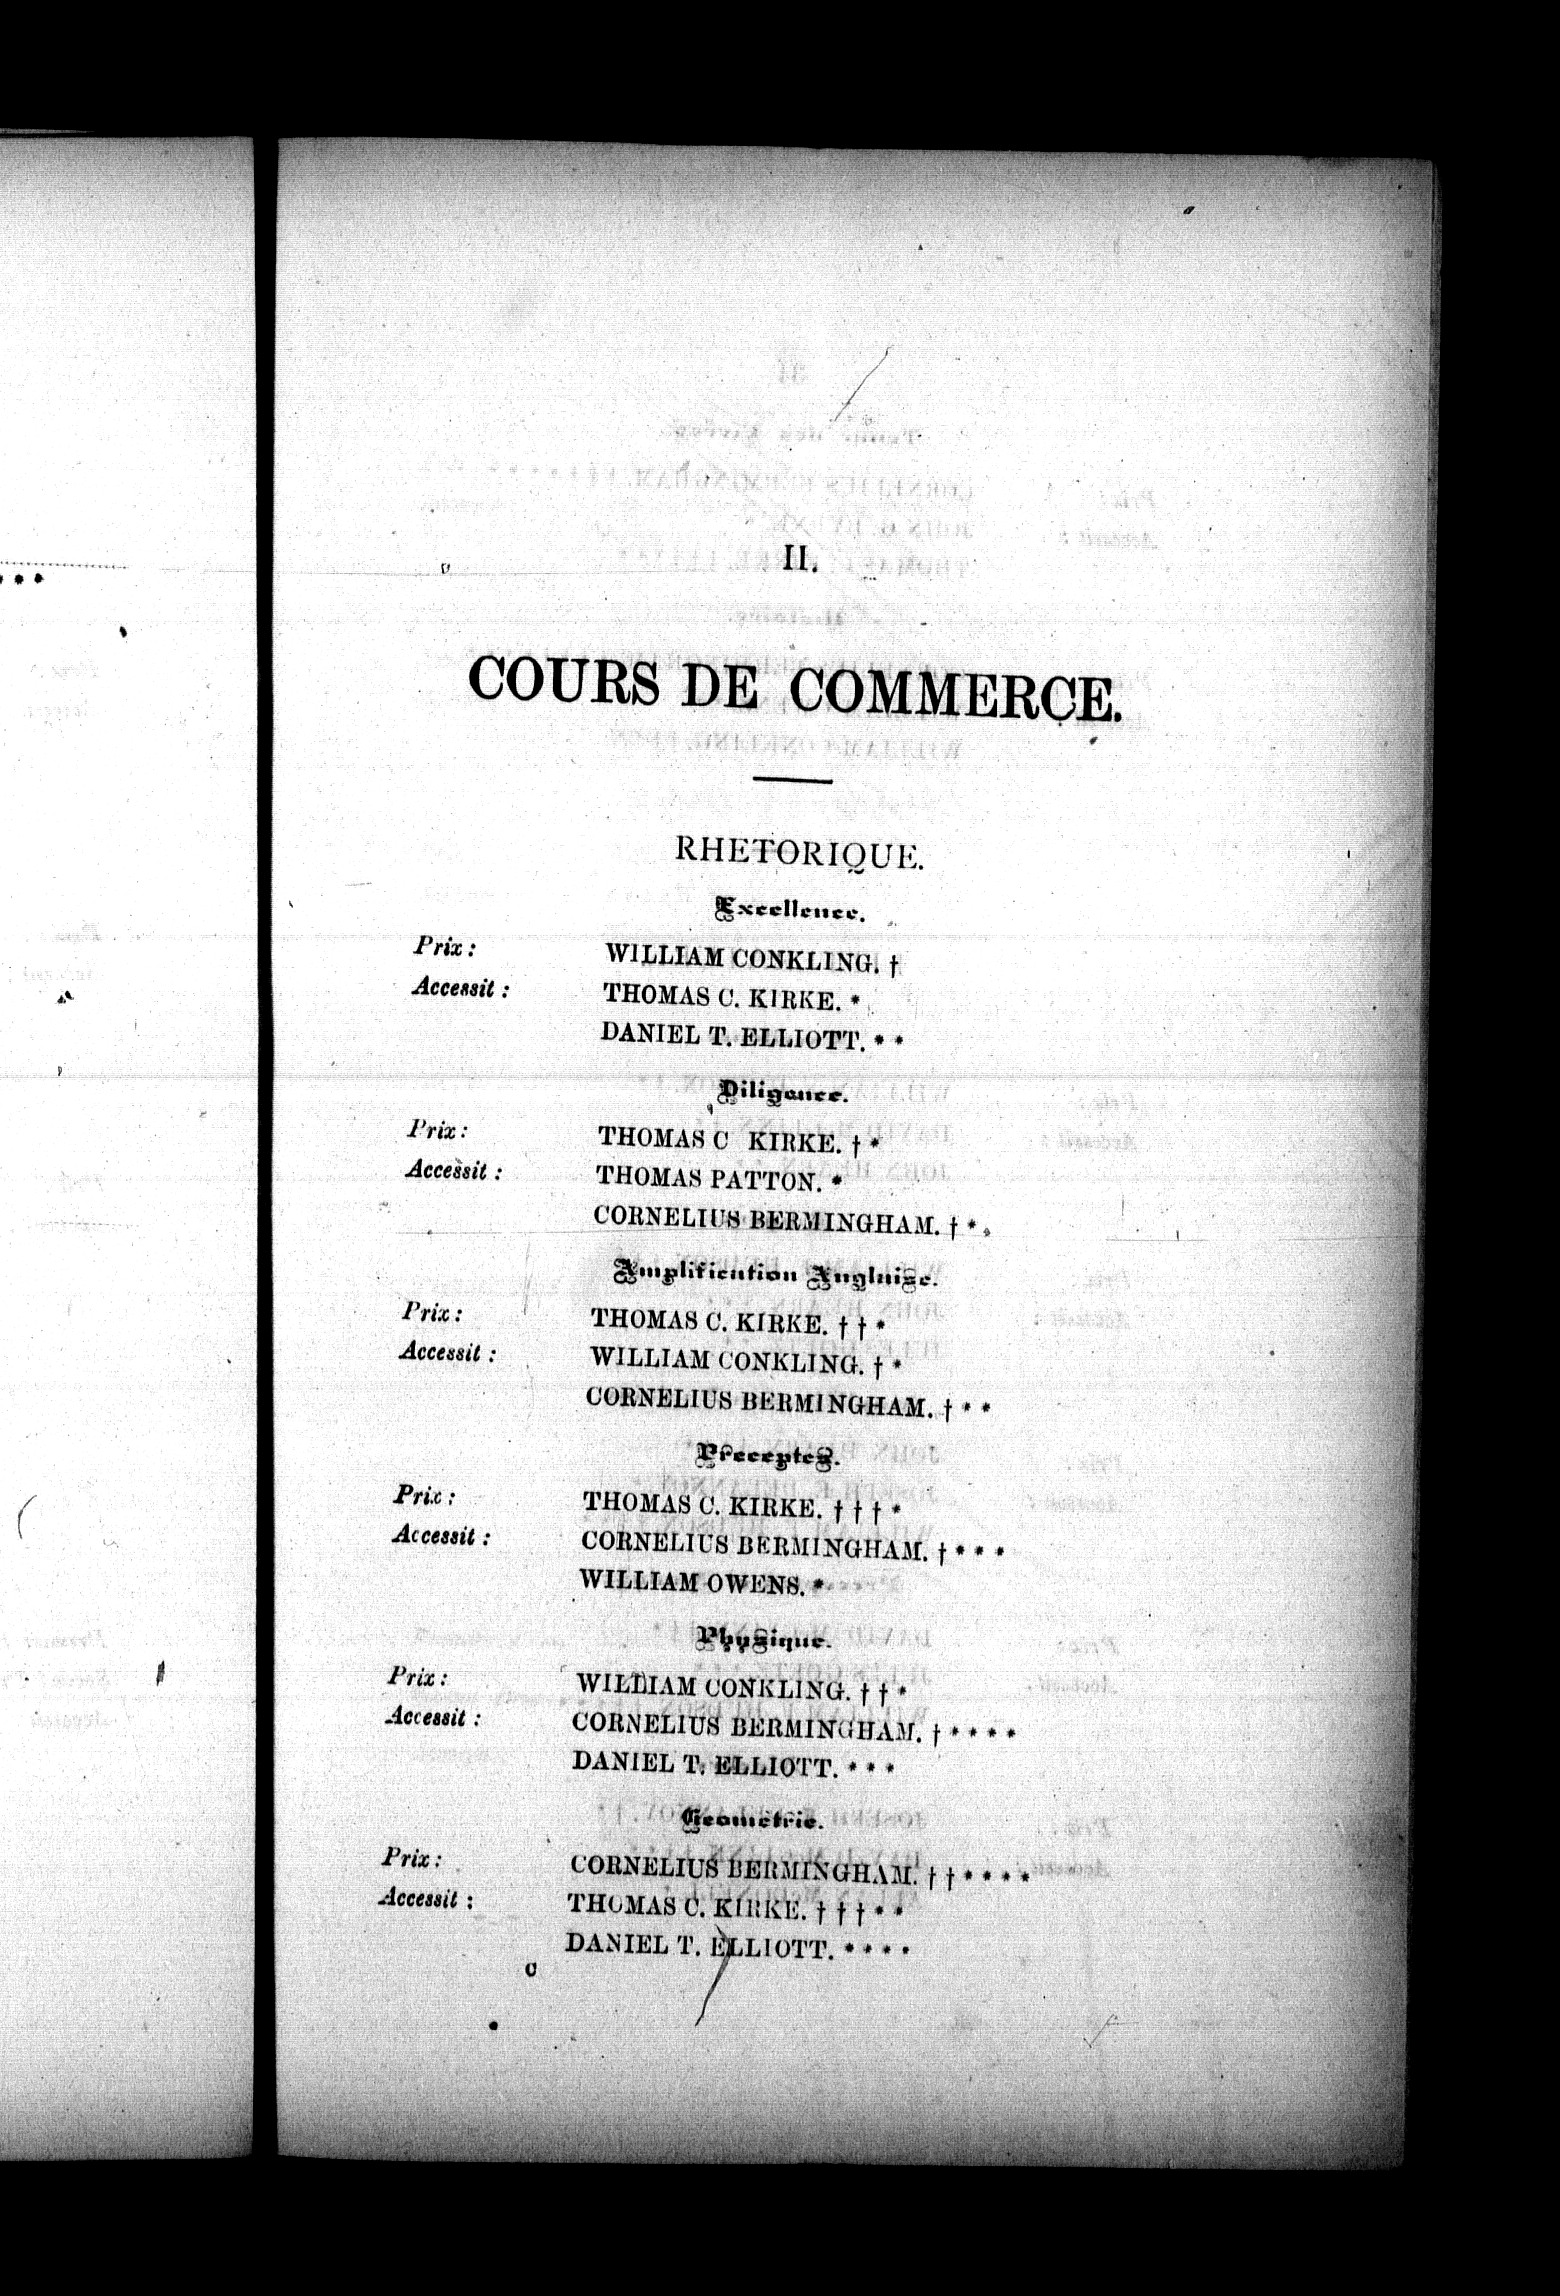 II.
COURS DE COMMERCE.
RHETORIQUE.
Excellence.
Prix : WILLIAM CONKLING. †
Accessit : THOMAS C. KIRKE. *
DANIEL T. ELLIOTT. * *
Diligence.
Prix : THOMAS C KIRKE. † *
Accessit : THOMAS PATTON. *
CORNELIUS BERMINGHAM. † *
Amplification Anglaise.
Prix : THOMAS C. KIRKE. † † *
Accessit : WILLIAM CONKLING. † *
CORNELIUS BERMINGHAM. † * *
Preceptes.
Prix : THOMAS C. KIRKE. † † † *
Accessit : CORNELIUS BERMINGHAM. † * * *
WILLIAM OWENS. *
Physique.
Prix : WILLIAM CONKLING. † † *
Accessit : CORNELIUS BERMINGHAM. † * * * *
DANIEL T. ELLIOTT. * * *
Geometrie.
Prix : CORNELIUS BERMINGHAM. † † * * * *
Accessit : THOMAS C. KIRKE. † † † * *
DANIEL T. ELLIOTT. * * * *